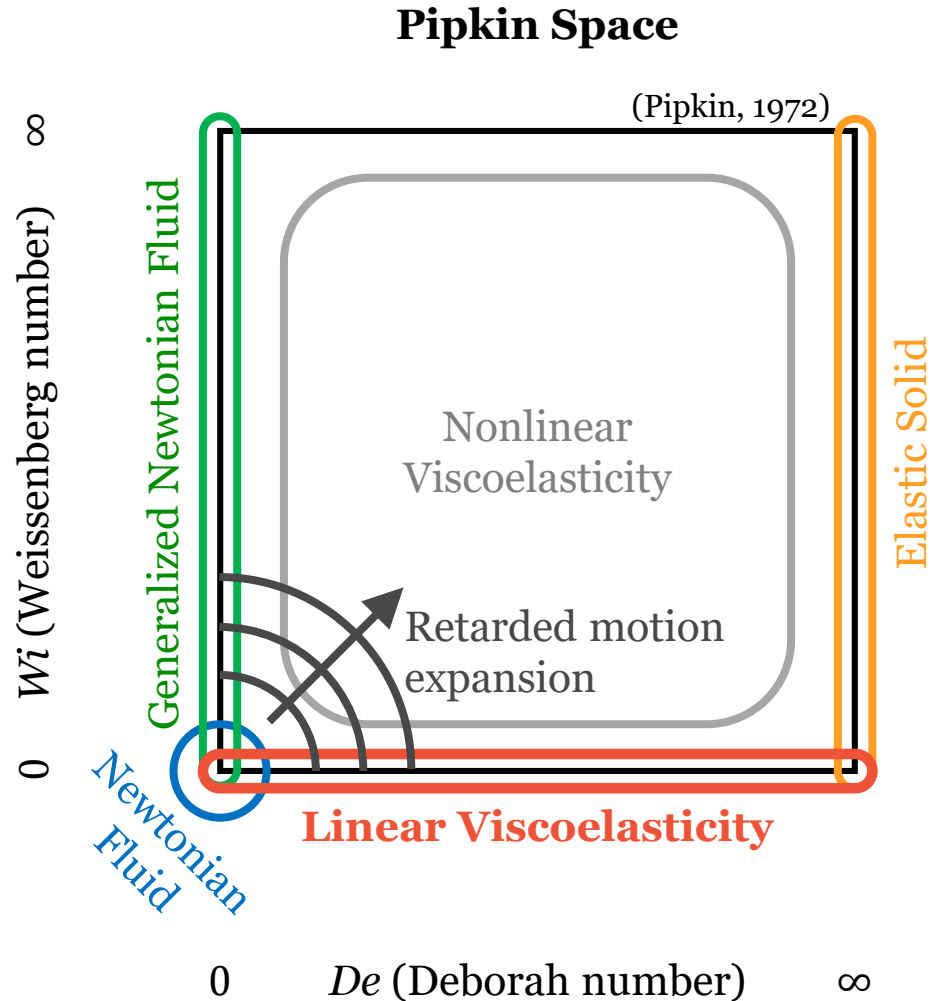 Pipkin Space
(Pipkin, 1972)
∞
Wi (Weissenberg number)
0
Generalized Newtonian Fluid
Nonlinear
Viscoelasticity
Elastic Solid
Retarded motion
expansion
Newtonian
Fluid
Linear Viscoelasticity
0 De (Deborah number) ∞